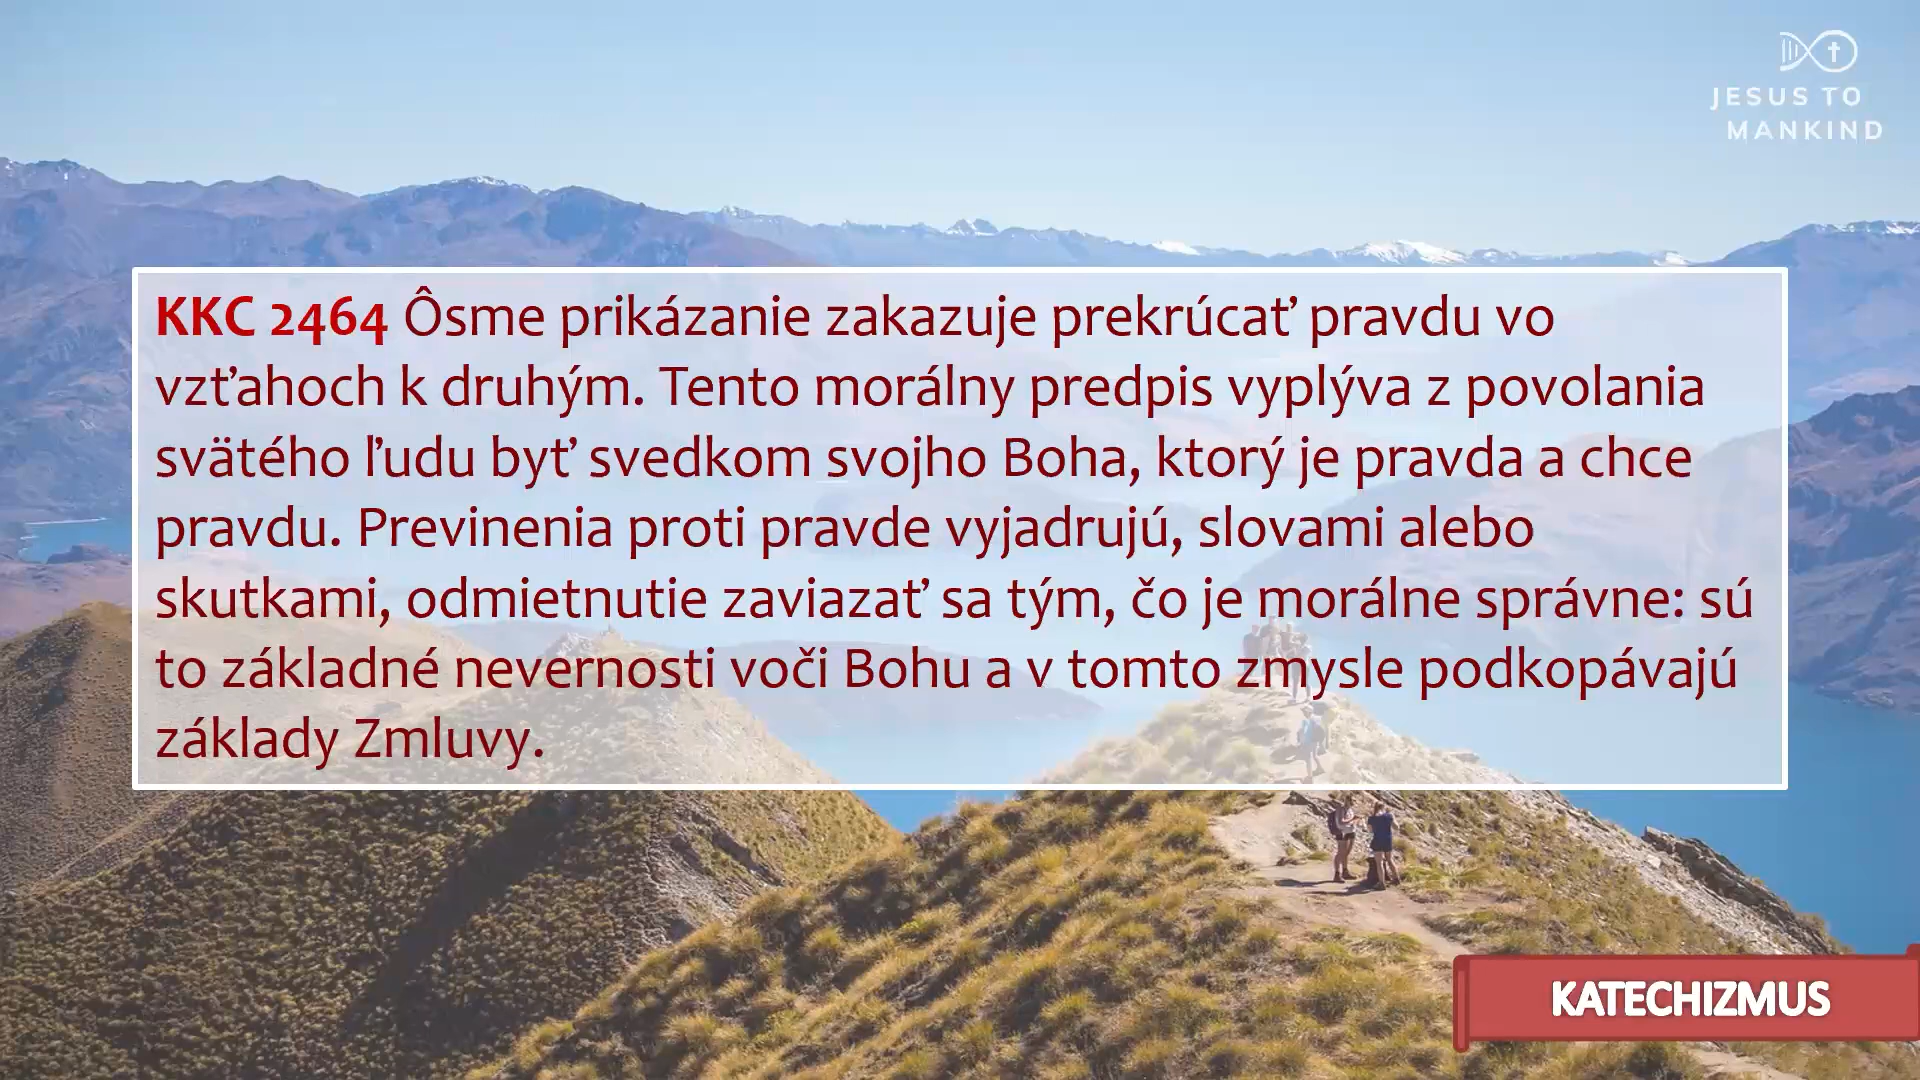 JESUS TO
MANKIND
KKC 2464 Ôsme prikázanie zakazuje prekrúcať pravdu vo
vzťahoch k druhým. Tento morálny predpis vyplýva z povolania
svätého ľudu byť svedkom svojho Boha, ktorý je pravda a chce
pravdu. Previnenia proti pravde vyjadrujú, slovami alebo
skutkami, odmietnutie zaviazať sa tým, čo je morálne správne: sú
to základné nevernosti voči Bohu a v tomto zmysle podkopávajú
základy Zmluvy.
KATECHIZMUS